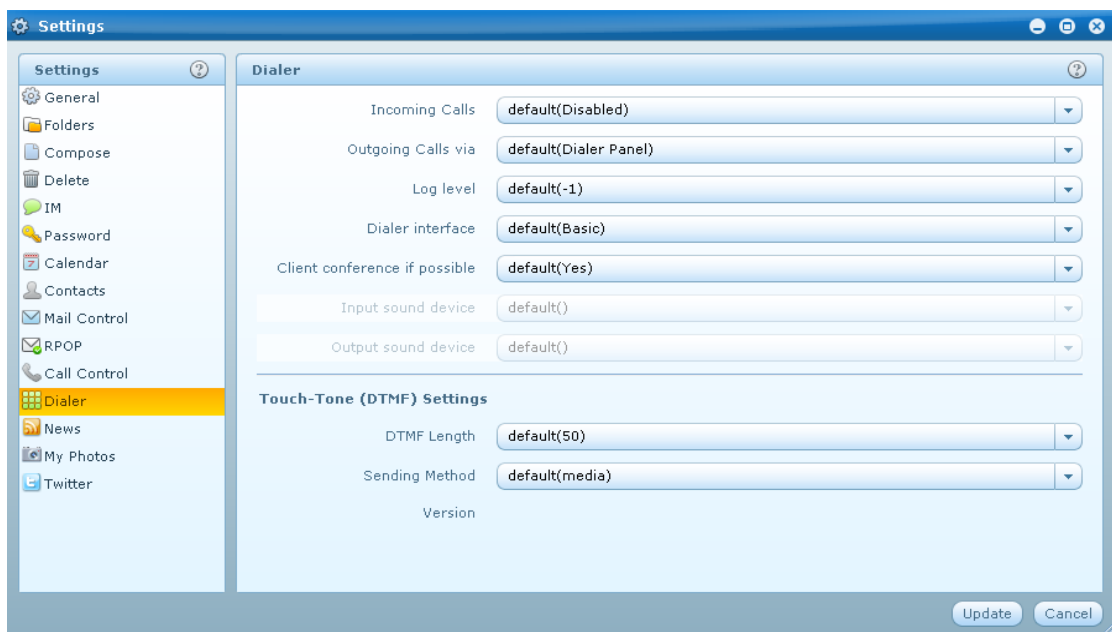 Settings
Settings
General
Folders
Compose
Delete
IM
Password
Calendar
Contacts
Mail Control
RPOP
Call Control
Dialer
News
My Photos
Twitter
Dialer
Incoming Calls default(Disabled)
Outgoing Calls via default(Dialer Panel)
Log level default(-1)
Dialer interface default(Basic)
Client conference if possible default(Yes)
Input sound device default()
Output sound device default()
Touch-Tone (DTMF) Settings
DTMF Length default(50)
Sending Method default(media)
Version
Update Cancel